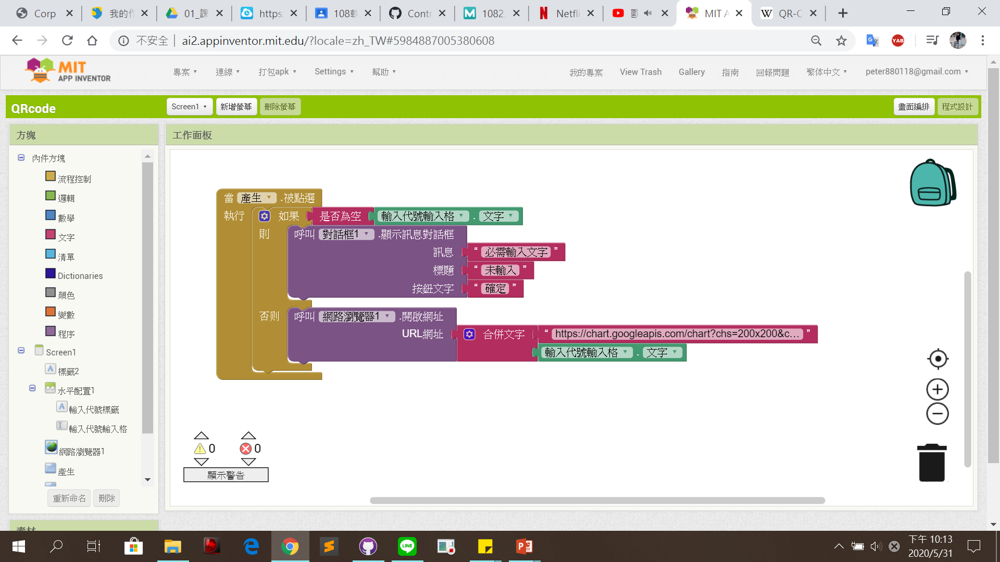 Corp
我的作
01_課
https:
108軟
Contr
1082
Netfli
MIT A
QR-C
不安全
ai2.appinventor.mit.edu/?locale=zh_TW#5984887005380608
YAB
MIT
APP INVENTOR
專案
連線
打包apk
Settings
幫助
我的專案
View Trash
Gallery
指南
回報問題
繁体中文
peter880118@gmail.com
QRcode
Screen1
新增螢幕
刪除螢幕
畫面編排
程式設計
方塊
工作面板
內件方塊
流程控制
邏輯
數學
文字
清單
Dictionaries
顏色
變數
程序
Screen1
標籤2
水平配置1
輸入代號標籤
輸入代號輸入格
網路瀏覽器1
產生
重新命名
刪除
素材
當 產生 .被點選
執行 如果 是否為空 輸入代號輸入格 . 文字
則 呼叫 對話框1 .顯示訊息對話框
訊息 “ 必需輸入文字 ”
標題 “ 未輸入 ”
按鈕文字 “ 確定 ”
否则 呼叫 網路瀏覽器1 .開啟網址
URL網址 合併文字 “ https://chart.googleapis.com/chart?chs=200x200&c... ”
輸入代號輸入格 . 文字
0 0
顯示警告
LINE
下午 10:13
2020/5/31